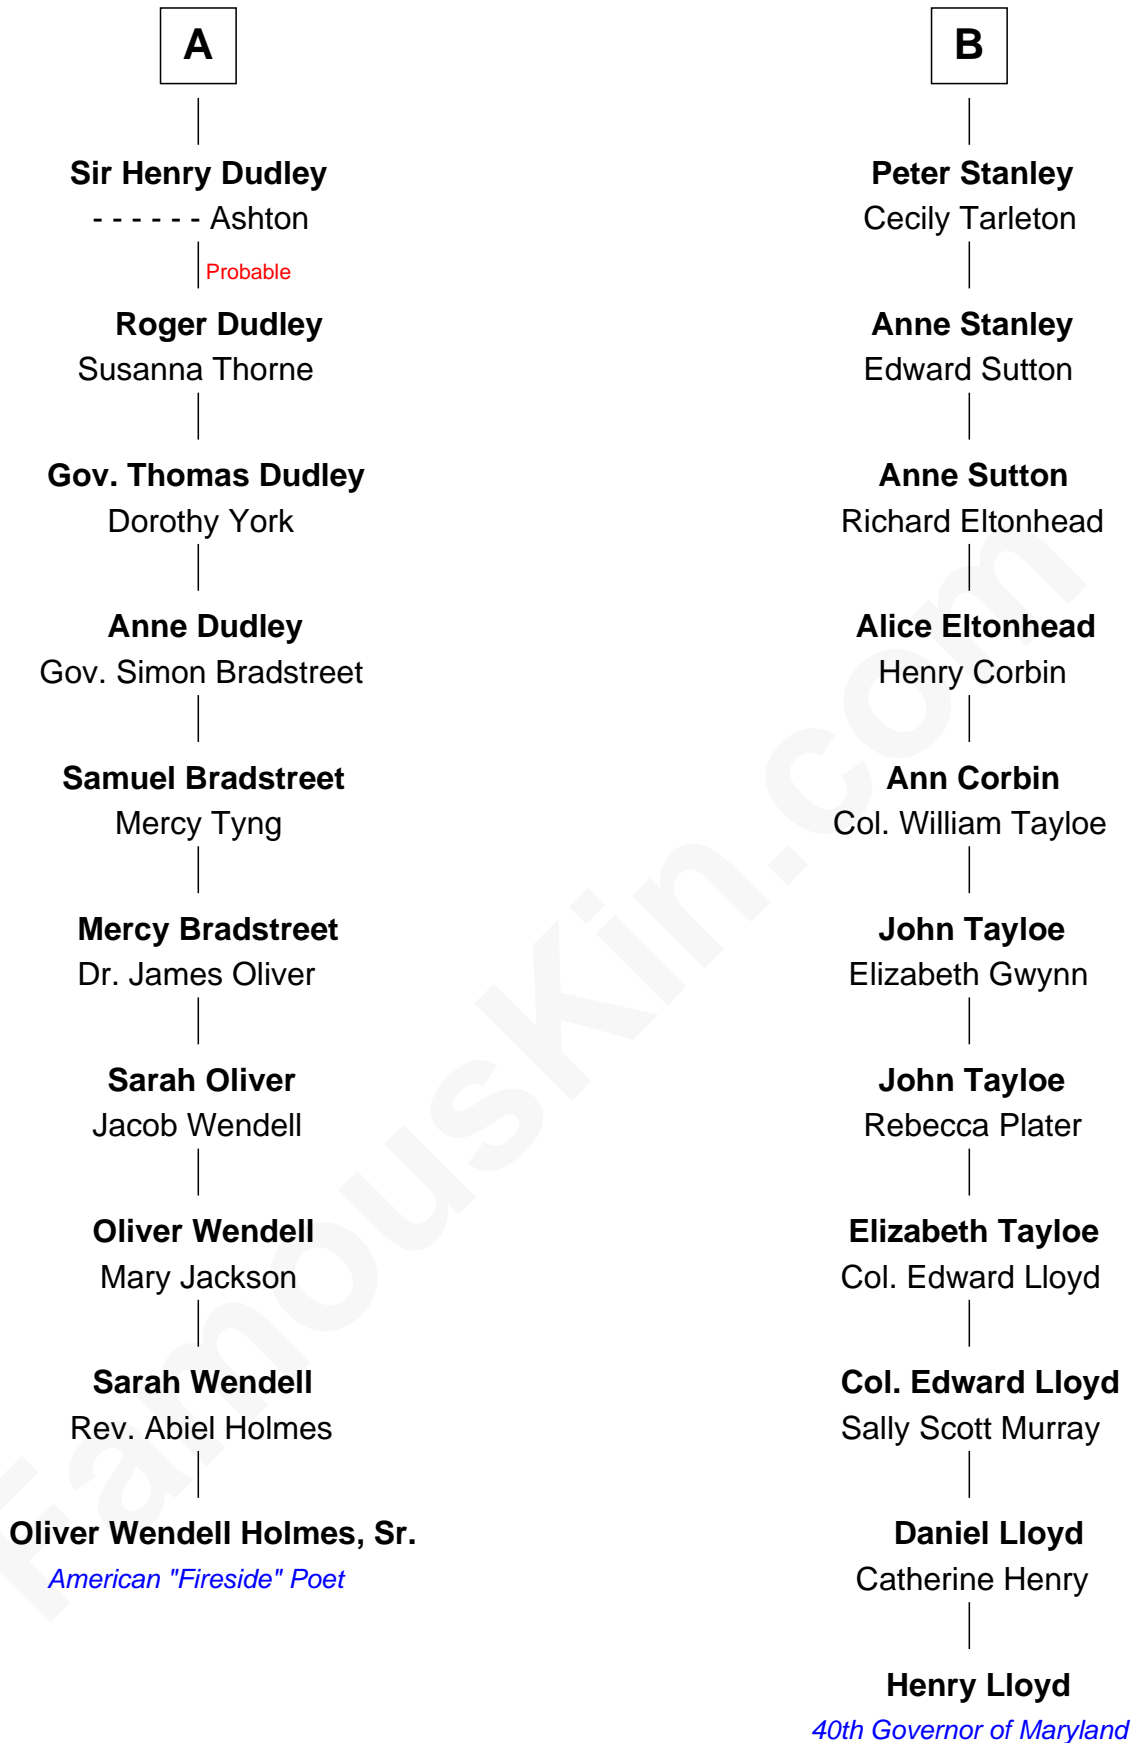 A
Sir Henry Dudley
- - - - - - Ashton
Probable
Roger Dudley
Susanna Thorne
Gov. Thomas Dudley
Dorothy York
Anne Dudley
Gov. Simon Bradstreet
Samuel Bradstreet
Mercy Tyng
Mercy Bradstreet
Dr. James Oliver
Sarah Oliver
Jacob Wendell
Oliver Wendell
Mary Jackson
Sarah Wendell
Rev. Abiel Holmes
Oliver Wendell Holmes, Sr.
American "Fireside" Poet
B
Peter Stanley
Cecily Tarleton
Anne Stanley
Edward Sutton
Anne Sutton
Richard Eltonhead
Alice Eltonhead
Henry Corbin
Ann Corbin
Col. William Tayloe
John Tayloe
Elizabeth Gwynn
John Tayloe
Rebecca Plater
Elizabeth Tayloe
Col. Edward Lloyd
Col. Edward Lloyd
Sally Scott Murray
Daniel Lloyd
Catherine Henry
Henry Lloyd
40th Governor of Maryland
FamousKin.com